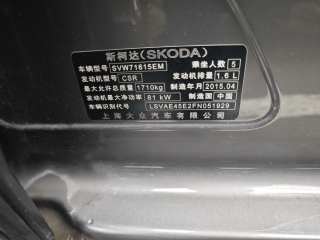 斯柯达(SKODA)
车辆型号 SVW71615EM 乘坐人数 5
发动机型号 CSR 发动机排量 1.6 L
最大允许总质量 1710kg 制造年月 2015.04
发动机最大净功率 81 kW 制造国 中国
车辆识别代号 LSVAE45E2FN051929
上海大众汽车有限公司